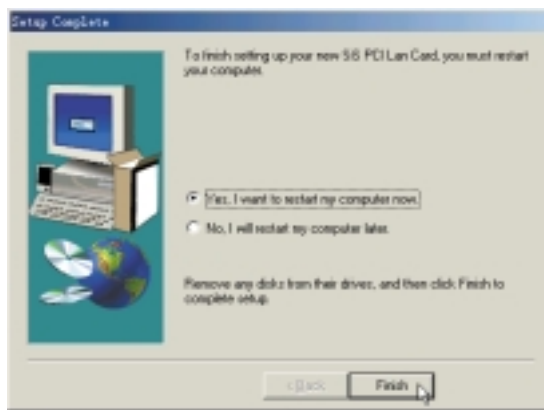 Setup Complete
To finish setting up your new SiS PCI Lan Card, you must restart
your computer.
Yes, I want to restart my computer now.
No, I will restart my computer later.
Remove any disks from their drives, and then click Finish to
complete setup.
< Back
Finish